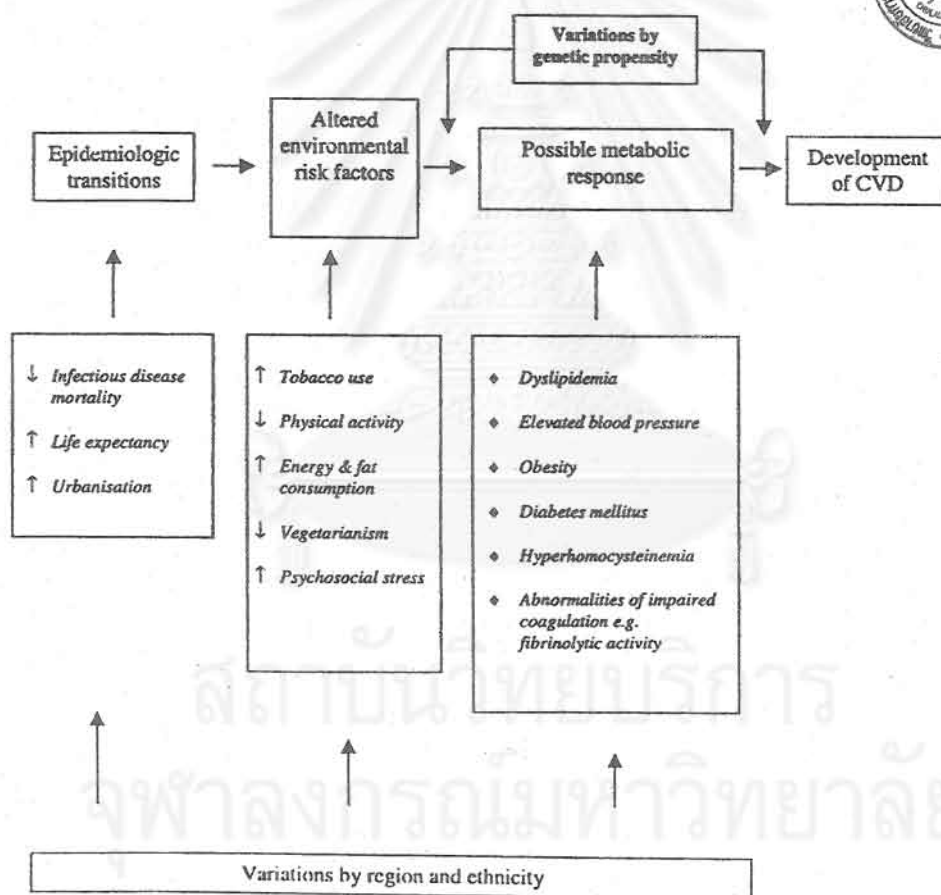 Variations by
genetic propensity
Epidemiologic
transitions
Altered
environmental
risk factors
Possible metabolic
response
Development
of CVD
↓ Infectious disease
mortality
↑ Life expectancy
↑ Urbanisation
↑ Tobacco use
↓ Physical activity
↑ Energy & fat
consumption
↓ Vegetarianism
↑ Psychosocial stress
◆ Dyslipidemia
◆ Elevated blood pressure
◆ Obesity
◆ Diabetes mellitus
◆ Hyperhomocysteinemia
◆ Abnormalities of impaired
coagulation e.g.
fibrinolytic activity
สถาบันวิทยบริการ
จุฬาลงกรณ์มหาวิทยาลัย
Variations by region and ethnicity